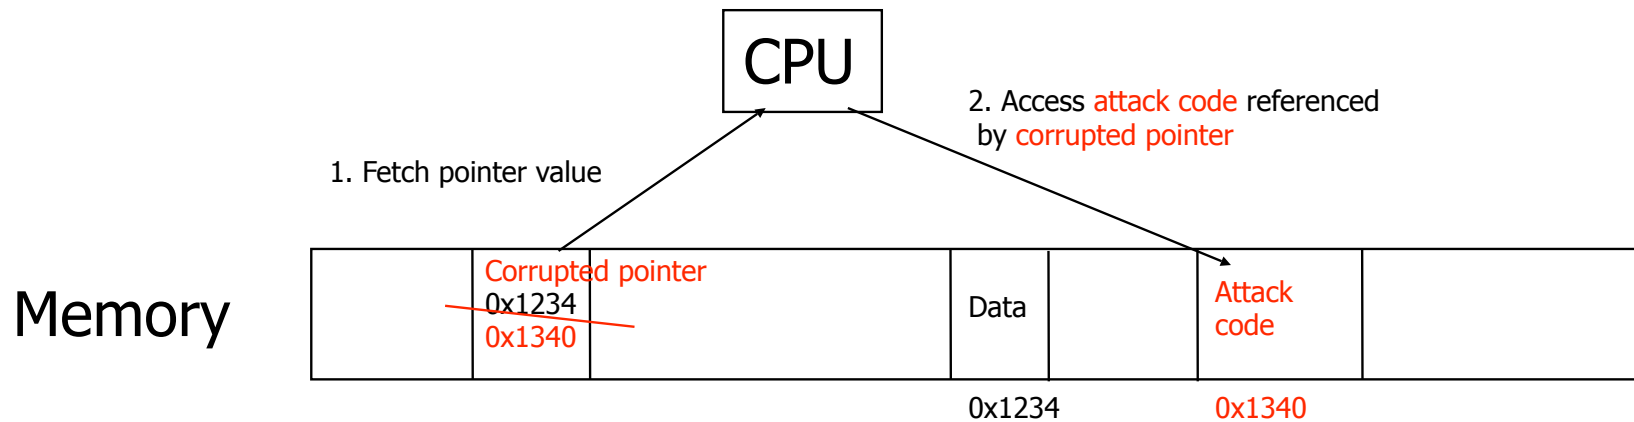 CPU
2. Access attack code referenced
by corrupted pointer
1. Fetch pointer value
Memory
Corrupted pointer
0x1234
0x1340
Data
Attack
code
0x1234
0x1340